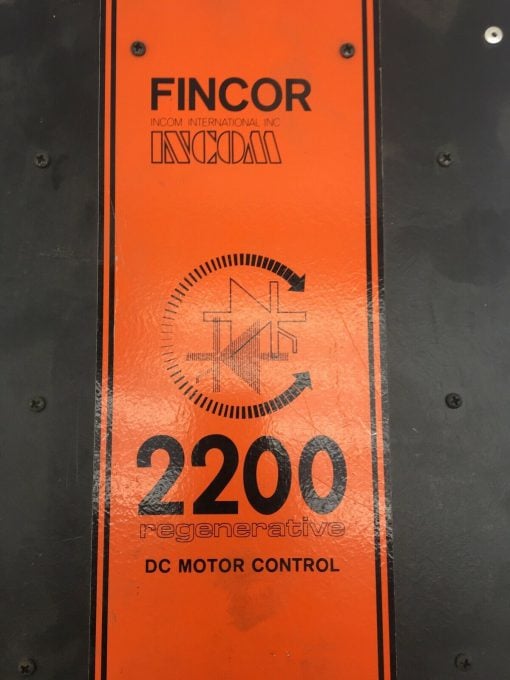 FINCOR
INCOM INTERNATIONAL INC
INCOM
2200
regenerative
DC MOTOR CONTROL